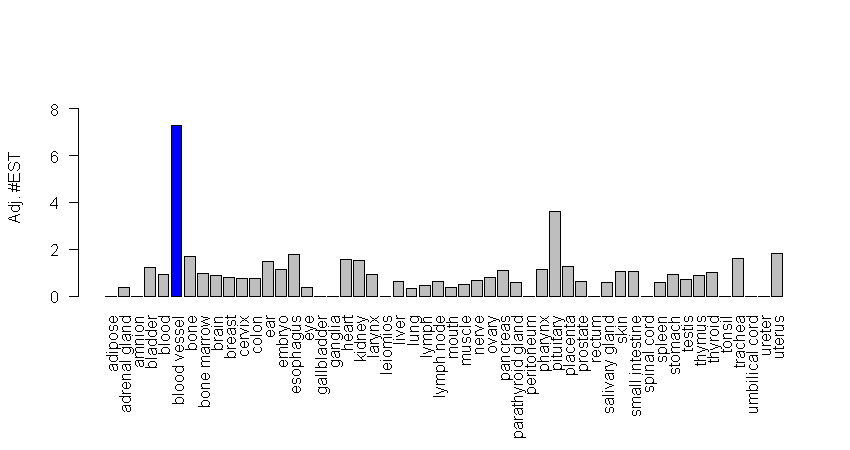 Adj. #EST
8
6
4
2
0
adipose
adrenal gland
amnion
bladder
blood
blood vessel
bone
bone marrow
brain
breast
cervix
colon
ear
embryo
esophagus
eye
gallbladder
ganglia
heart
kidney
larynx
leiomios
liver
lung
lymph
lymph node
mouth
muscle
nerve
ovary
pancreas
parathyroid gland
peritoneum
pharynx
pituitary
placenta
prostate
rectum
salivary gland
skin
small intestine
spinal cord
spleen
stomach
testis
thymus
thyroid
tonsil
trachea
umbilical cord
ureter
uterus